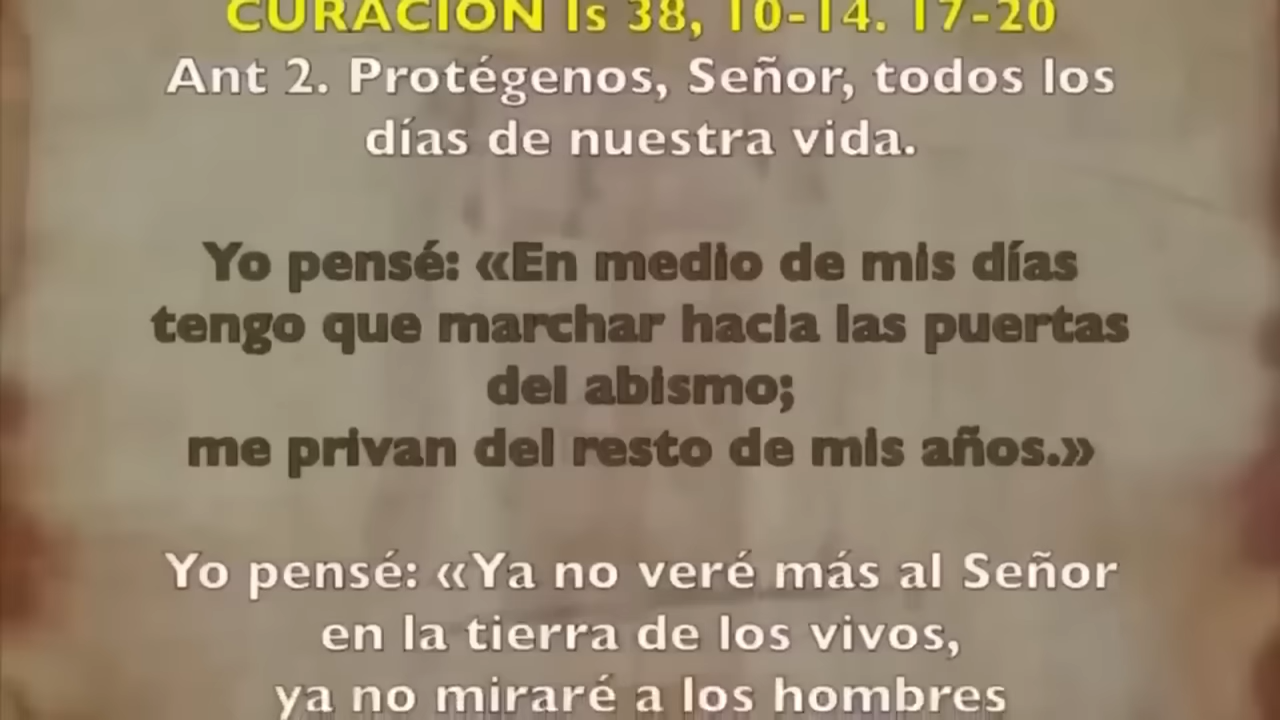 CURACIÓN Is 38, 10-14. 17-20
Ant 2. Protégenos, Señor, todos los
días de nuestra vida.
Yo pensé: «En medio de mis días
tengo que marchar hacia las puertas
del abismo;
me privan del resto de mis años.»
Yo pensé: «Ya no veré más al Señor
en la tierra de los vivos,
ya no miraré a los hombres